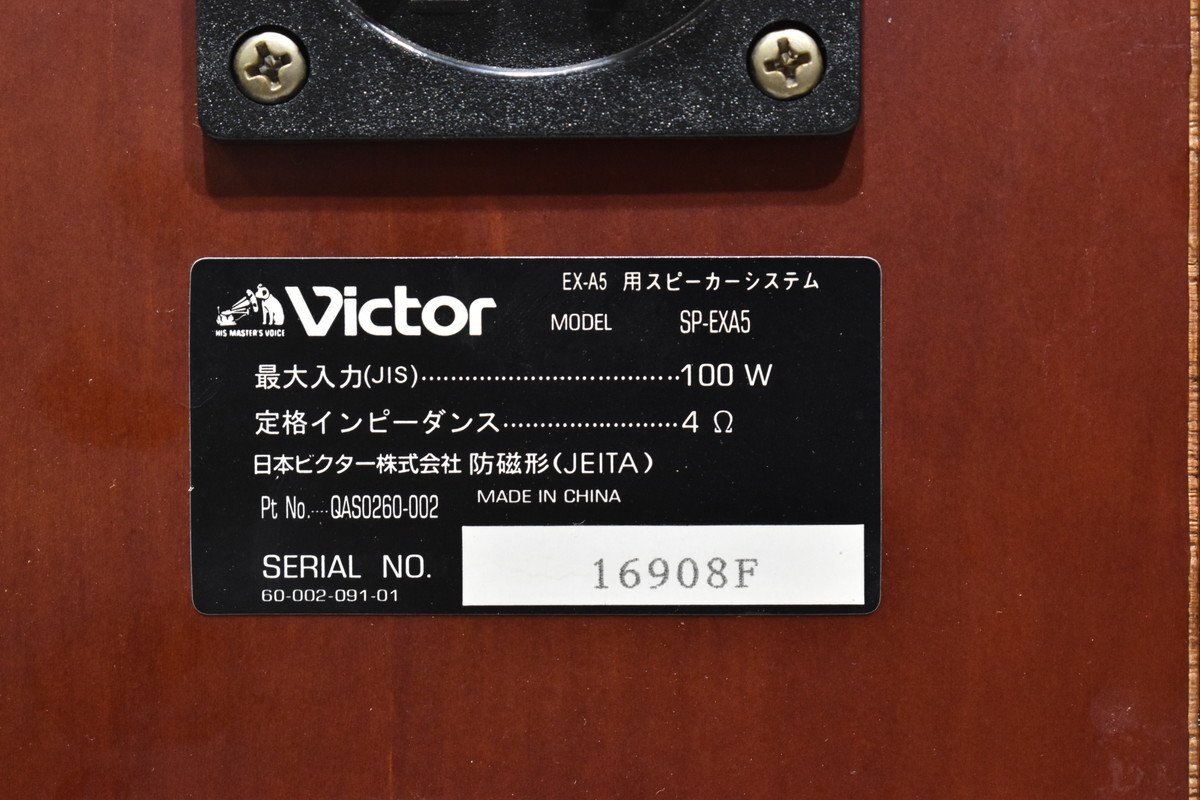 EX-A5 用スピーカーシステム
HIS MASTER'S VOICE
Victor
MODEL SP-EXA5
最大入力(JIS)···································100 W
定格インピーダンス························4 Ω
日本ビクター株式会社 防磁形(JEITA)
Pt No.····QAS0260-002 MADE IN CHINA
SERIAL NO. 16908F
60-002-091-01